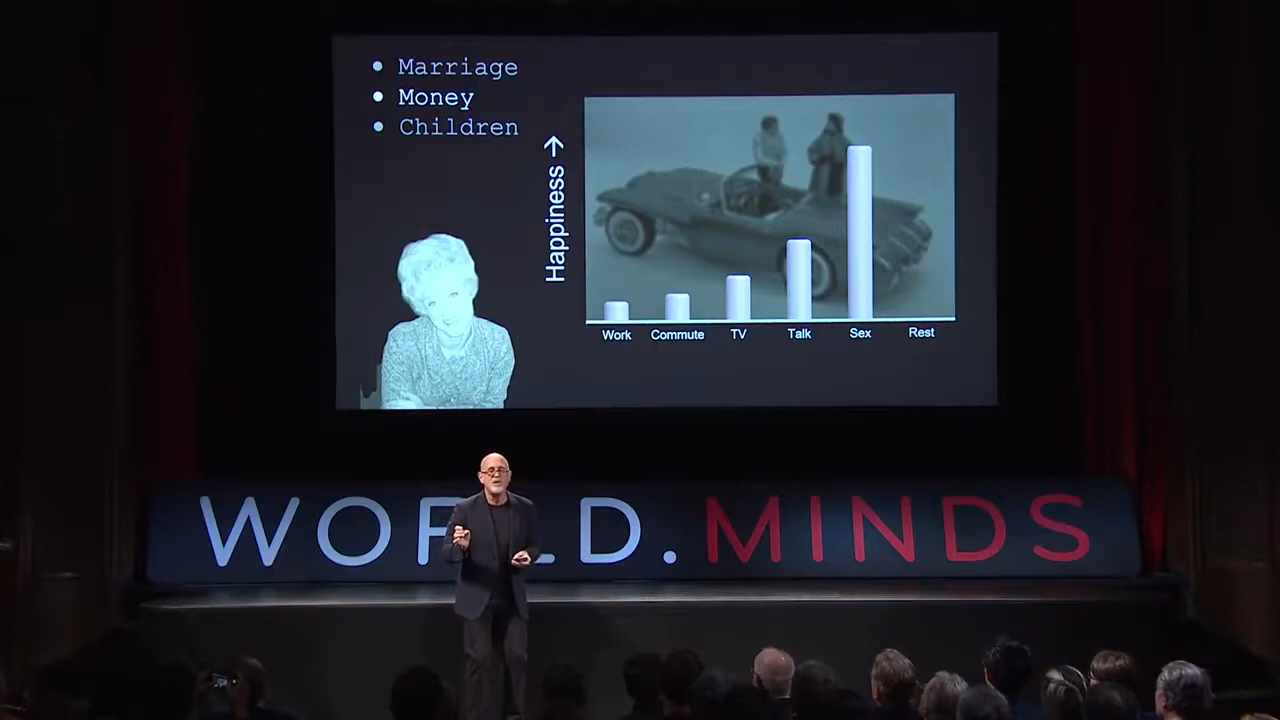 Marriage
Money
Children
Happiness →
Work Commute TV Talk Sex Rest
WORLD.MINDS